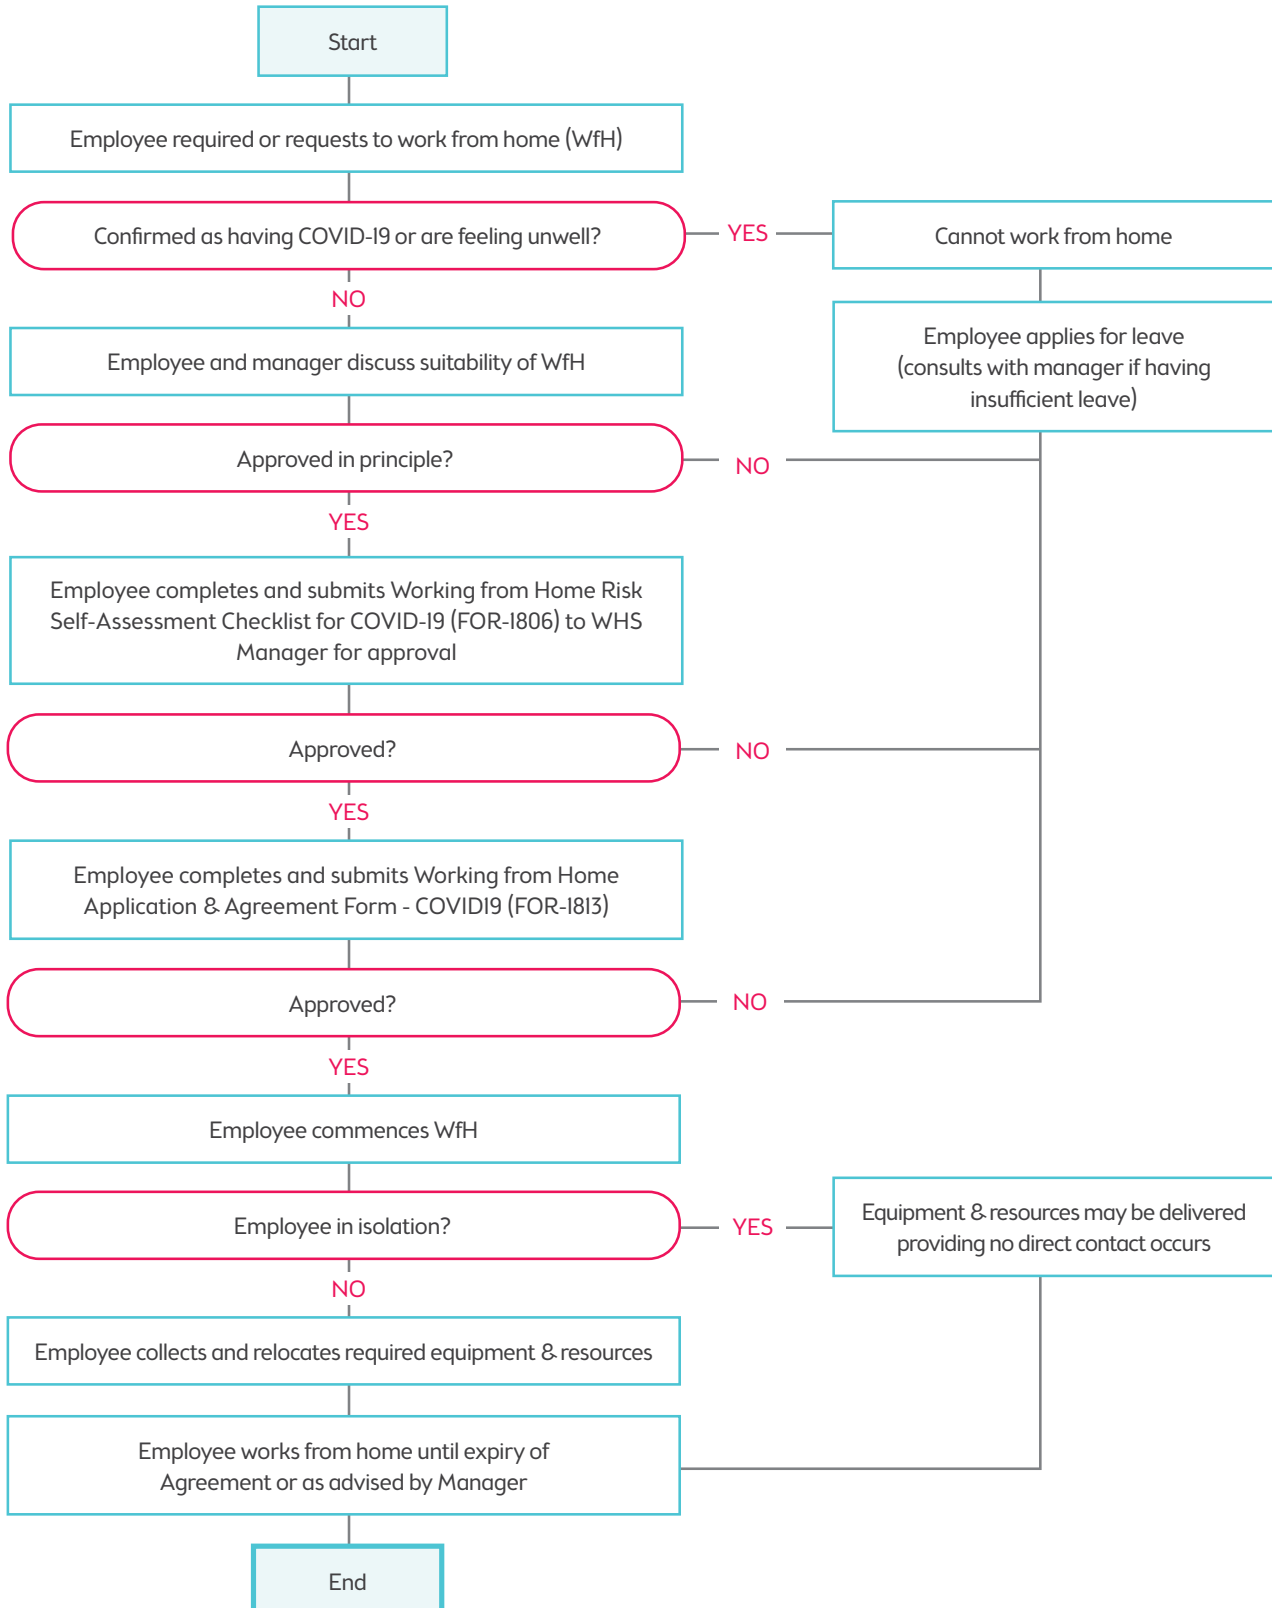 Start
Employee required or requests to work from home (WfH)
Confirmed as having COVID-19 or are feeling unwell?
YES
Cannot work from home
NO
Employee applies for leave
(consults with manager if having
insufficient leave)
Employee and manager discuss suitability of WfH
Approved in principle?
NO
YES
Employee completes and submits Working from Home Risk
Self-Assessment Checklist for COVID-19 (FOR-1806) to WHS
Manager for approval
Approved?
NO
YES
Employee completes and submits Working from Home
Application & Agreement Form - COVID19 (FOR-1813)
Approved?
NO
YES
Employee commences WfH
Employee in isolation?
YES
Equipment & resources may be delivered
providing no direct contact occurs
NO
Employee collects and relocates required equipment & resources
Employee works from home until expiry of
Agreement or as advised by Manager
End